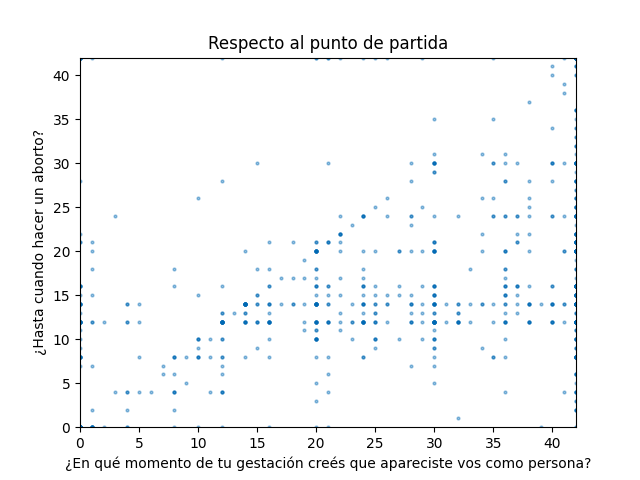 Respecto al punto de partida
40
35
30
25
20
15
10
5
0
¿Hasta cuando hacer un aborto?
0 5 10 15 20 25 30 35 40
¿En qué momento de tu gestación creés que apareciste vos como persona?